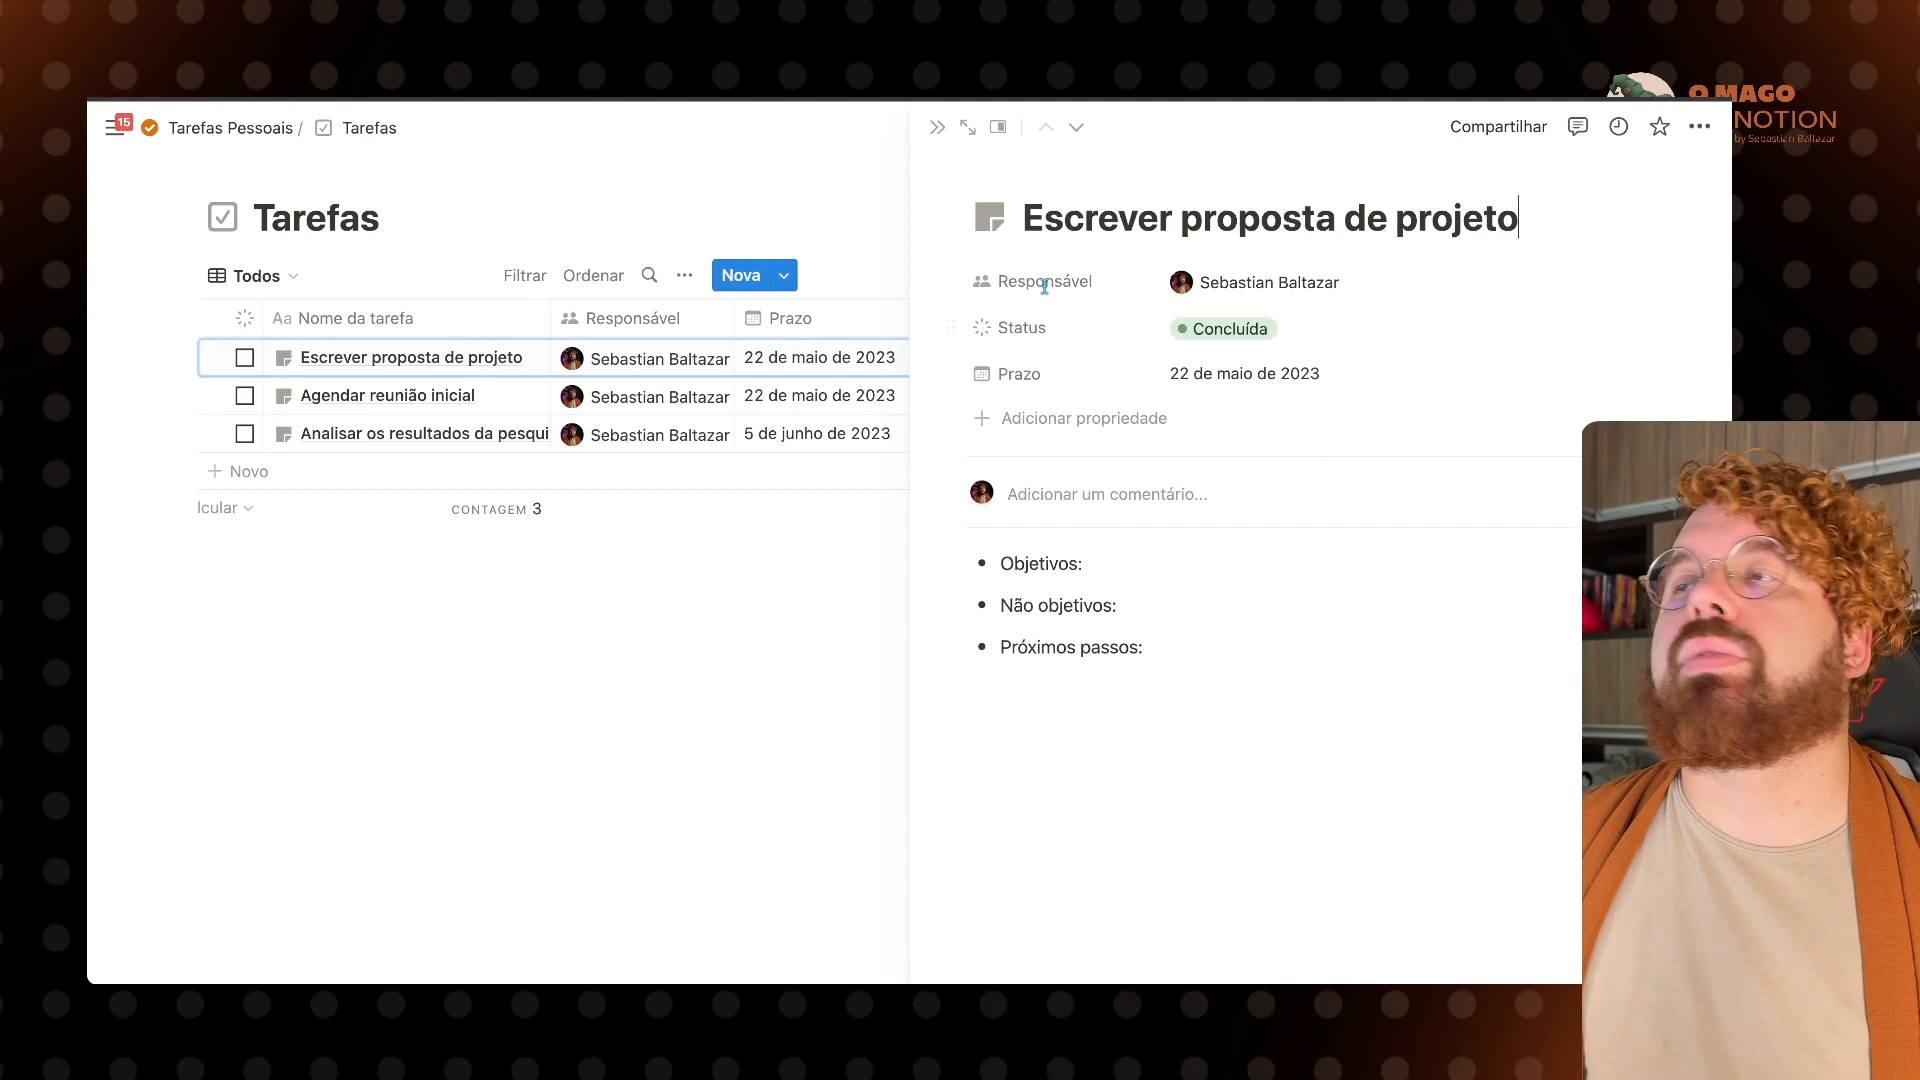 O MAGO
NOTION
by Sebastian Baltazar
15
Tarefas Pessoais / Tarefas
Compartilhar
Tarefas
Todos
Filtrar
Ordenar
Nova
Aa Nome da tarefa
Responsável
Prazo
Escrever proposta de projeto
Sebastian Baltazar
22 de maio de 2023
Agendar reunião inicial
Sebastian Baltazar
22 de maio de 2023
Analisar os resultados da pesqui
Sebastian Baltazar
5 de junho de 2023
Novo
lcular
CONTAGEM 3
Escrever proposta de projeto
Responsável
Sebastian Baltazar
Status
Concluída
Prazo
22 de maio de 2023
Adicionar propriedade
Adicionar um comentário...
• Objetivos:
• Não objetivos:
• Próximos passos: